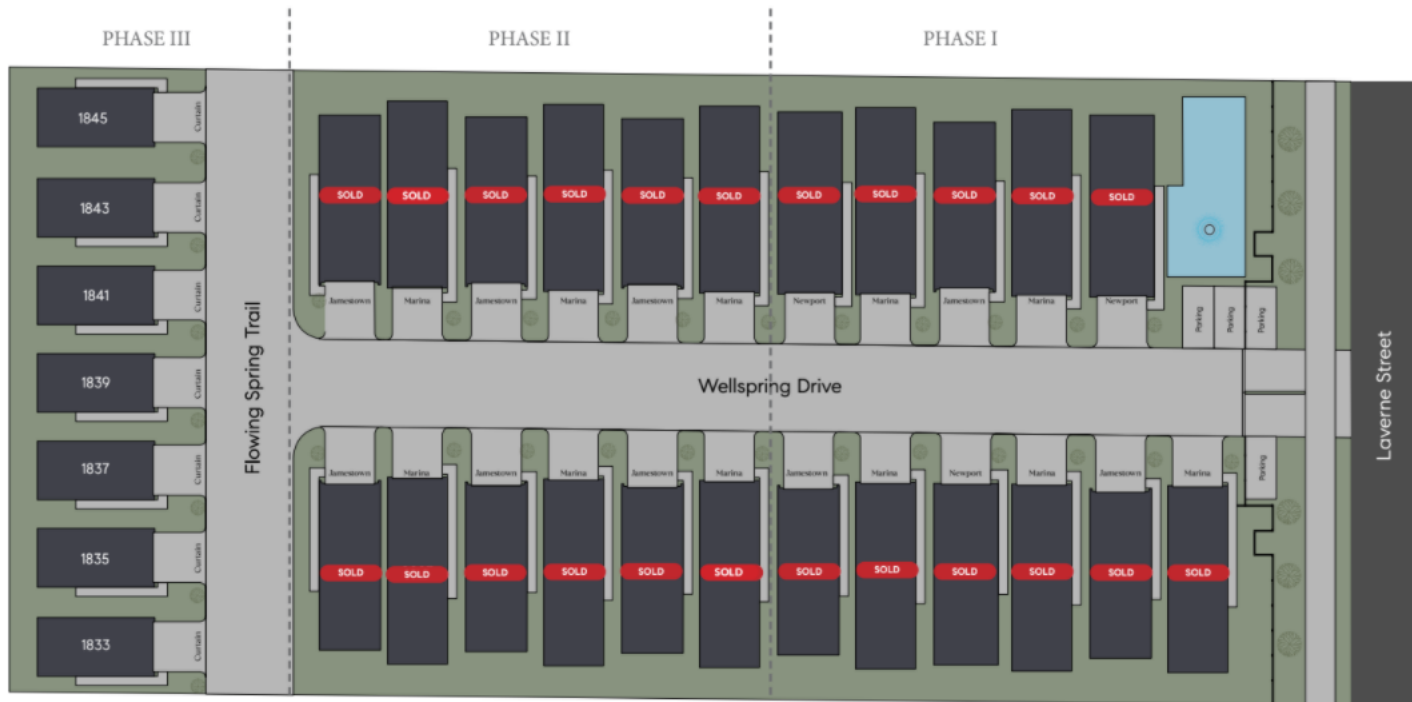 PHASE III PHASE II PHASE I
1845 Curtain
1843 Curtain
1841 Curtain
1839 Curtain
1837 Curtain
1835 Curtain
1833 Curtain
Flowing Spring Trail
SOLD SOLD SOLD SOLD SOLD SOLD SOLD SOLD SOLD SOLD SOLD
Jamestown Marina Jamestown Marina Jamestown Marina Newport Marina Jamestown Marina Newport
Parking Parking Parking
Wellspring Drive
Laverne Street
Jamestown Marina Jamestown Marina Jamestown Marina Jamestown Marina Newport Marina Jamestown Marina
Parking
SOLD SOLD SOLD SOLD SOLD SOLD SOLD SOLD SOLD SOLD SOLD SOLD